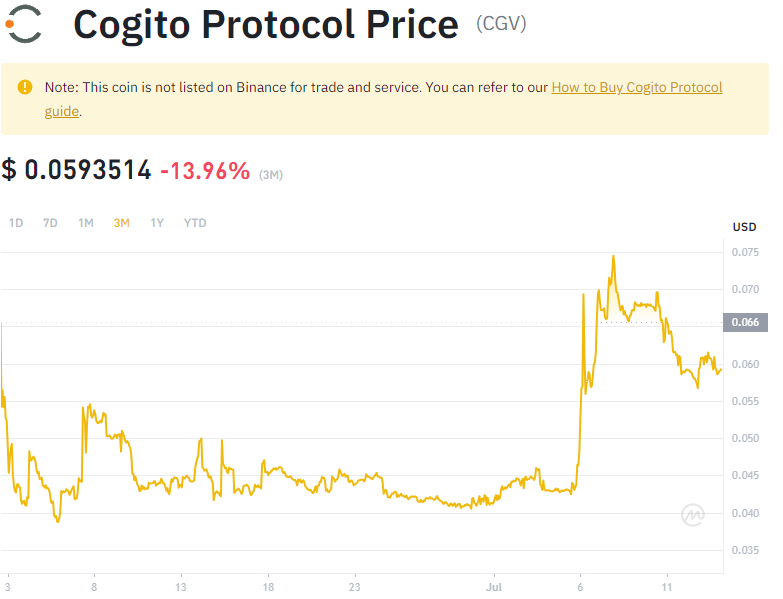 Cogito Protocol Price (CGV)
Note: This coin is not listed on Binance for trade and service. You can refer to our How to Buy Cogito Protocol
guide.
$ 0.0593514 -13.96% (3M)
1D 7D 1M 3M 1Y YTD
USD
0.075
0.070
0.066
0.060
0.055
0.050
0.045
0.040
0.035
3 8 13 18 23 Jul 6 11